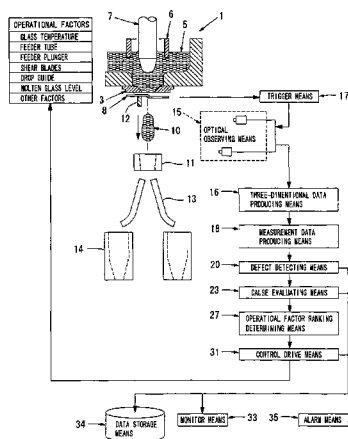 OPERATIONAL FACTORS
GLASS TEMPERATURE
FEEDER TUBE
FEEDER PLUNGER
SHEAR BLADES
DROP GUIDE
MOLTEN GLASS LEVEL
OTHER FACTORS
7
6
5
1
3
8
12
10
11
13
14
TRIGGER MEANS
17
15
OPTICAL
OBSERVING MEANS
16
THREE-DIMENTIONAL DATA
PRODUCING MEANS
18
MEASUREMENT DATA
PRODUCING MEANS
20
DEFECT DETECTING MEANS
23
CAUSE EVALUATING MEANS
27
OPERATIONAL FACTOR RANKING
DETERMINING MEANS
31
CONTROL DRIVE MEANS
34
DATA STORAGE
MEANS
MONITOR MEANS
33
35
ALARM MEANS